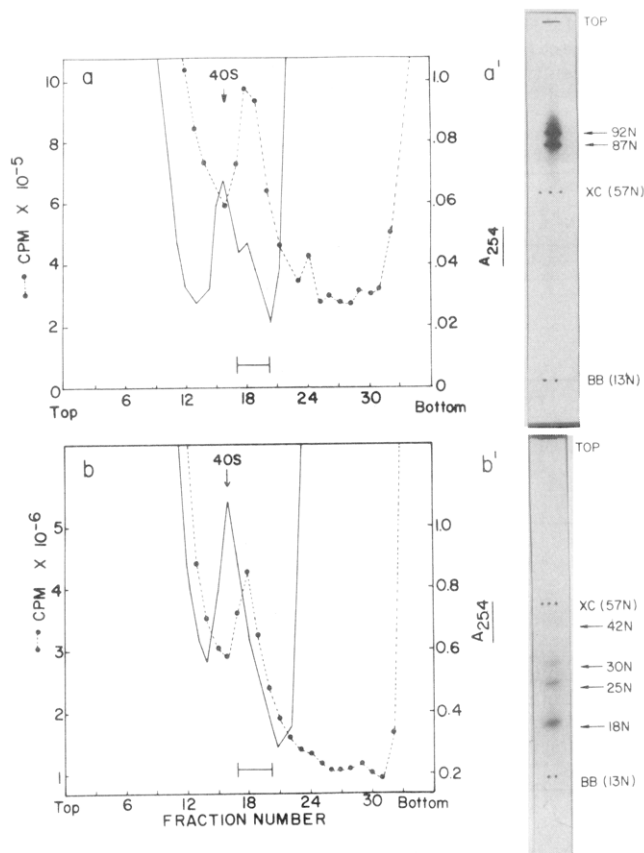 a
40S
10
8
6
4
2
0
CPM X 10-5
1.0
.08
.06
.04
.02
0
A254
Top
6
12
18
24
30
Bottom
a'
TOP
92N
87N
XC (57N)
BB (13N)
b
40S
5
4
3
2
1
CPM X 10-6
1.0
0.8
0.6
0.4
0.2
A254
Top
6
12
18
24
30
Bottom
FRACTION NUMBER
b'
TOP
XC (57N)
42N
30N
25N
18N
BB (13N)